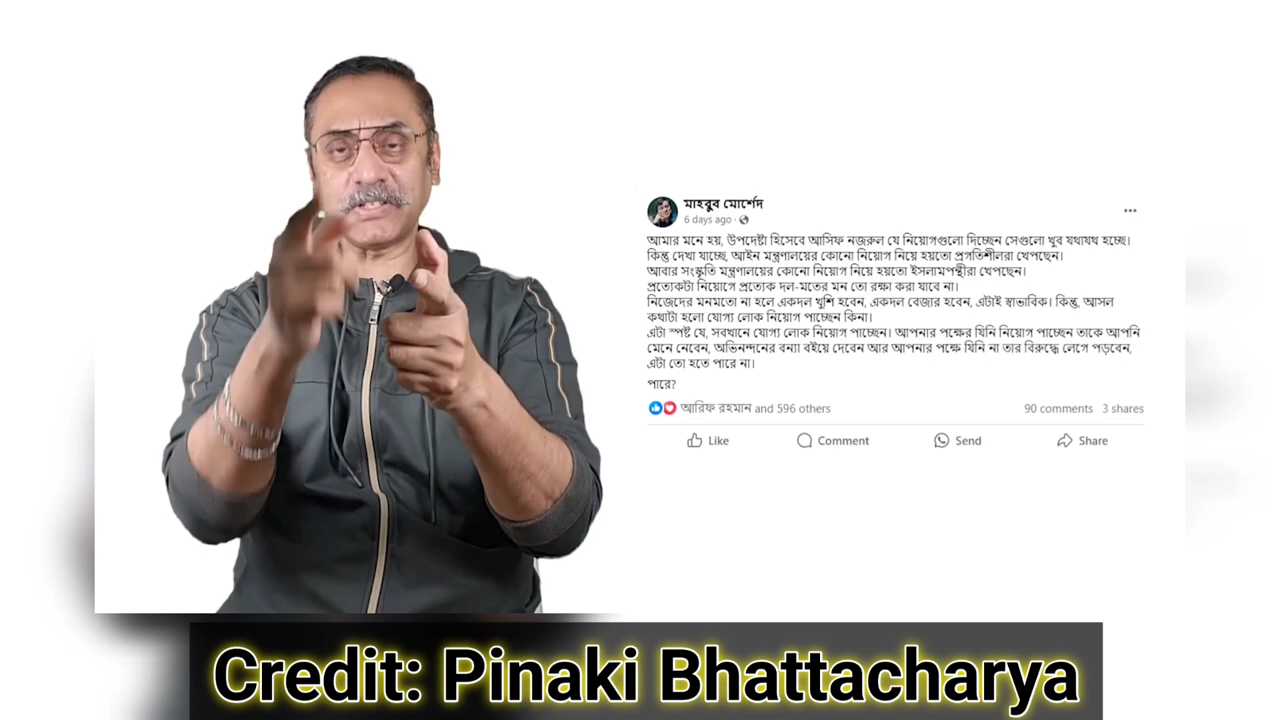 মাহবুব মোর্শেদ
6 days ago
আমার মনে হয়, উপদেষ্টা হিসেবে আসিফ নজরুল যে নিয়োগগুলো দিচ্ছেন সেগুলো খুব যথাযথ হচ্ছে।
কিন্তু দেখা যাচ্ছে, আইন মন্ত্রণালয়ের কোনো নিয়োগ নিয়ে হয়তো প্রগতিশীলরা খেপছেন।
আবার সংস্কৃতি মন্ত্রণালয়ের কোনো নিয়োগ নিয়ে হয়তো ইসলামপন্থীরা খেপছেন।
প্রত্যেকটা নিয়োগে প্রত্যেক দল-মতের মন তো রক্ষা করা যাবে না।
নিজেদের মনমতো না হলে একদল খুশি হবেন, একদল বেজার হবেন, এটাই স্বাভাবিক। কিন্তু, আসল
কথাটা হলো যোগ্য লোক নিয়োগ পাচ্ছেন কিনা।
এটা স্পষ্ট যে, সবখানে যোগ্য লোক নিয়োগ পাচ্ছেন। আপনার পক্ষের যিনি নিয়োগ পাচ্ছেন তাকে আপনি
মেনে নেবেন, অভিনন্দনের বন্যা বইয়ে দেবেন আর আপনার পক্ষে যিনি না তার বিরুদ্ধে লেগে পড়বেন,
এটা তো হতে পারে না।
পারে?
আরিফ রহমান and 596 others 90 comments 3 shares
Like Comment Send Share
Credit: Pinaki Bhattacharya